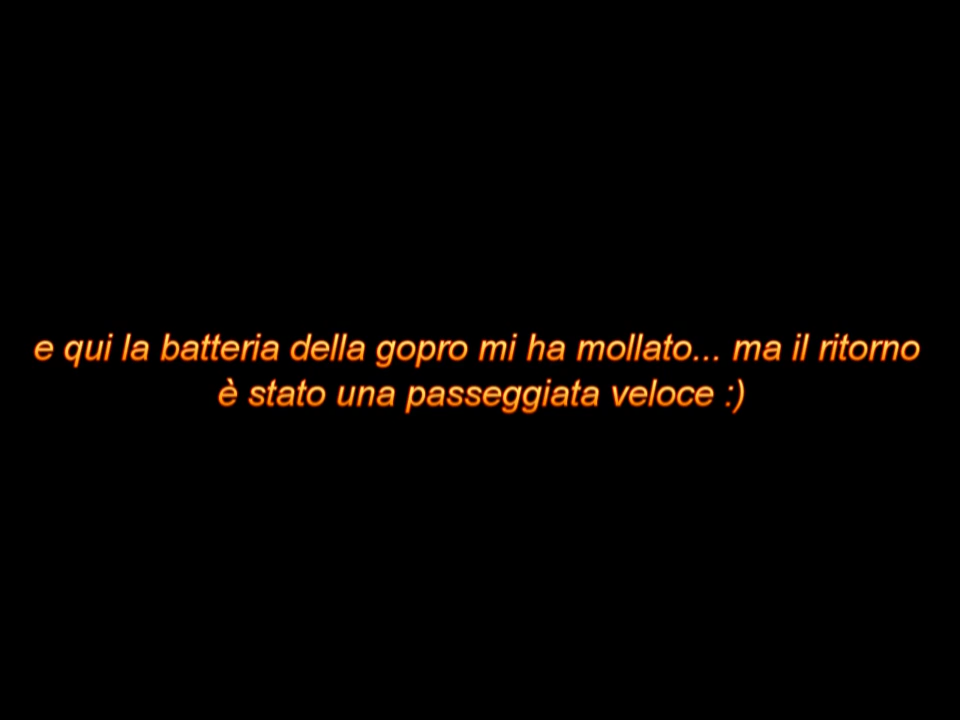 e qui la batteria della gopro mi ha mollato... ma il ritorno
è stato una passeggiata veloce :)